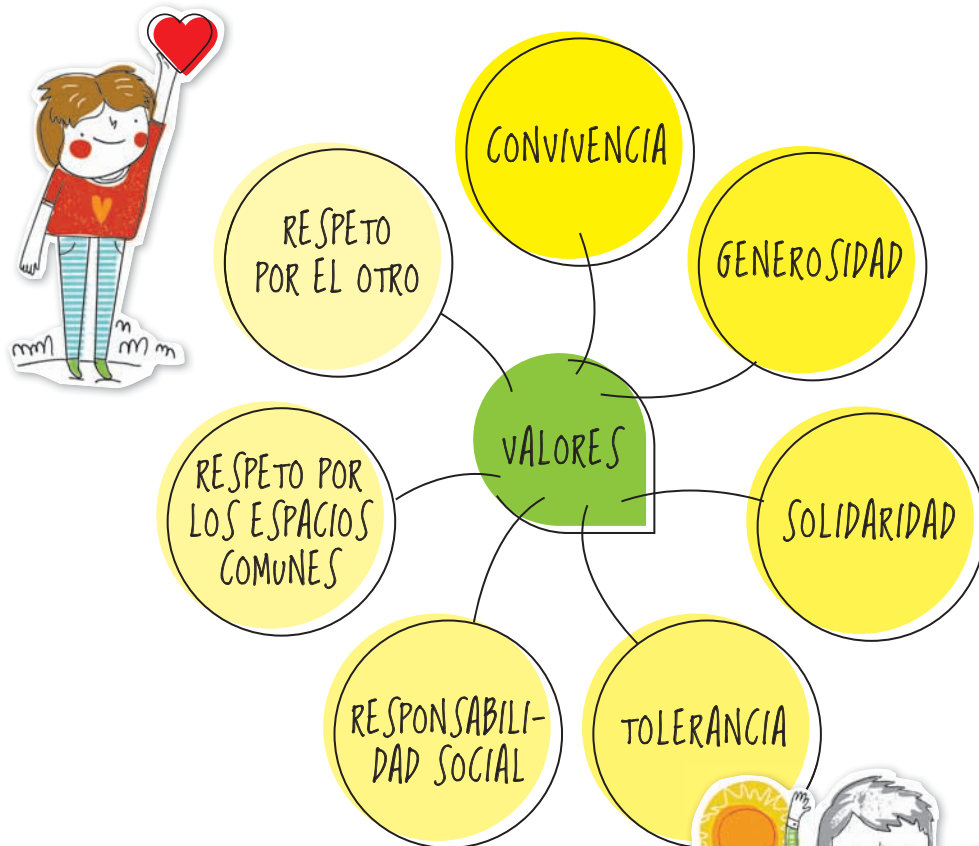 CONVIVENCIA
GENEROSIDAD
RESPETO
POR EL OTRO
VALORES
SOLIDARIDAD
RESPETO POR
LOS ESPACIOS
COMUNES
TOLERANCIA
RESPONSABILI-
DAD SOCIAL